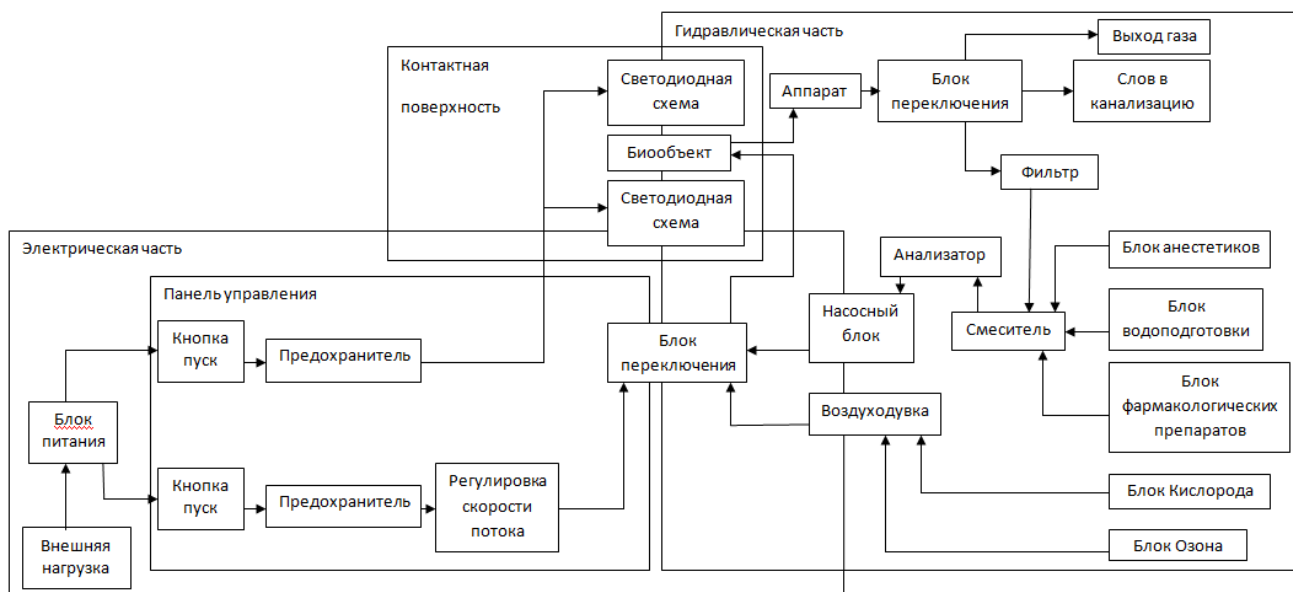 Гидравлическая часть
Выход газа
Контактная
поверхность
Светодиодная
схема
Аппарат
Блок
переключения
Слов в
канализацию
Биообъект
Фильтр
Светодиодная
схема
Электрическая часть
Анализатор
Блок анестетиков
Панель управления
Кнопка
пуск
Предохранитель
Блок
переключения
Насосный
блок
Смеситель
Блок
водоподготовки
Блок
питания
Воздуходувка
Блок
фармакологических
препаратов
Кнопка
пуск
Предохранитель
Регулировка
скорости
потока
Блок Кислорода
Внешняя
нагрузка
Блок Озона